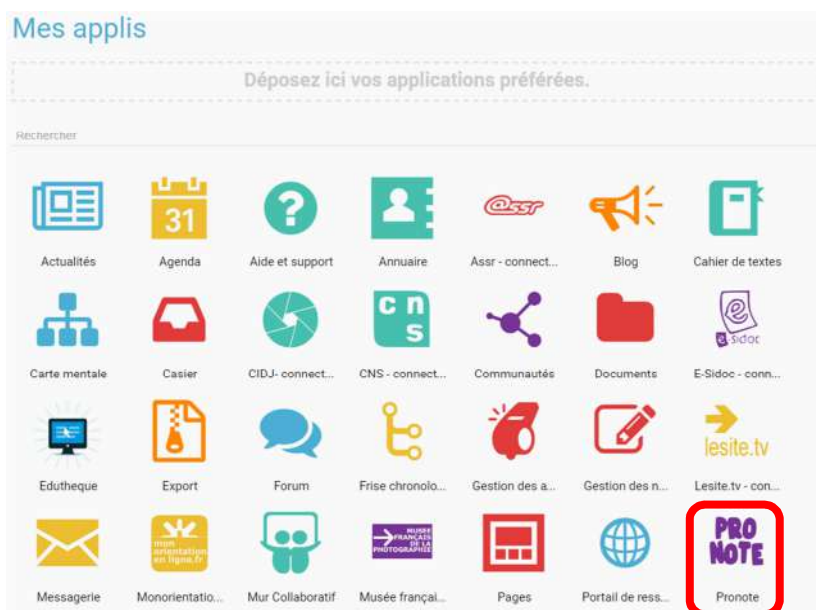 Mes applis
Déposez ici vos applications préférées.
Rechercher
31
?
@ssr
Actualités
Agenda
Aide et support
Annuaire
Assr - connect...
Blog
Cahier de textes
cn
s
e
e-sidoc
Carte mentale
Casier
CIDJ- connect...
CNS - connect...
Communautés
Documents
E-Sidoc - conn...
lesite.tv
Edutheque
Export
Forum
Frise chronolo...
Gestion des a...
Gestion des n...
Lesite.tv - con...
mon
orientation
en ligne.fr
MUSEE
FRANÇAIS
DE LA
PHOTOGRAPHIE
PRO
NOTE
Messagerie
Monorientatio...
Mur Collaboratif
Musée françai...
Pages
Portail de ress...
Pronote